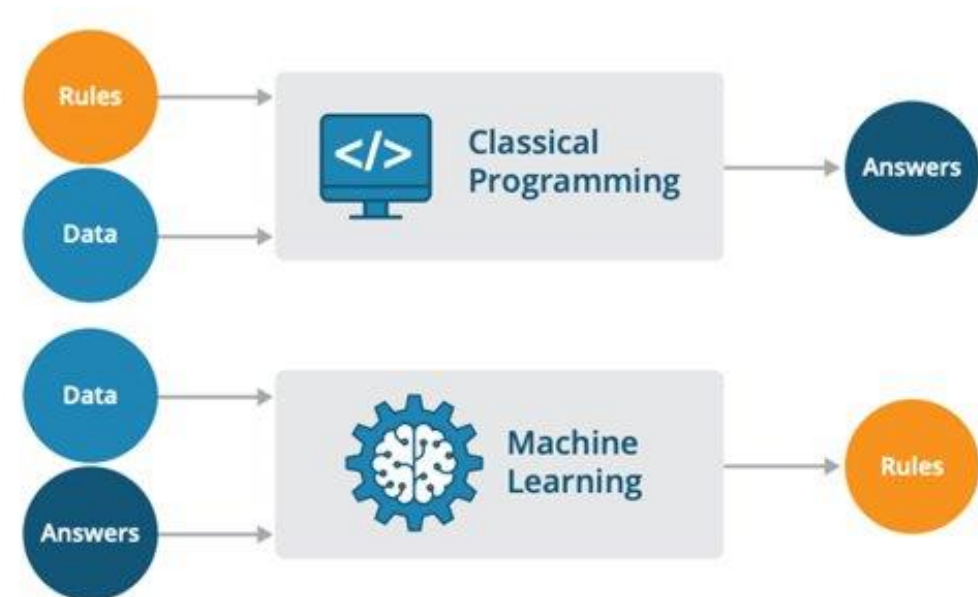 Rules
Data
</>
Classical
Programming
Answers
Data
Answers
Machine
Learning
Rules